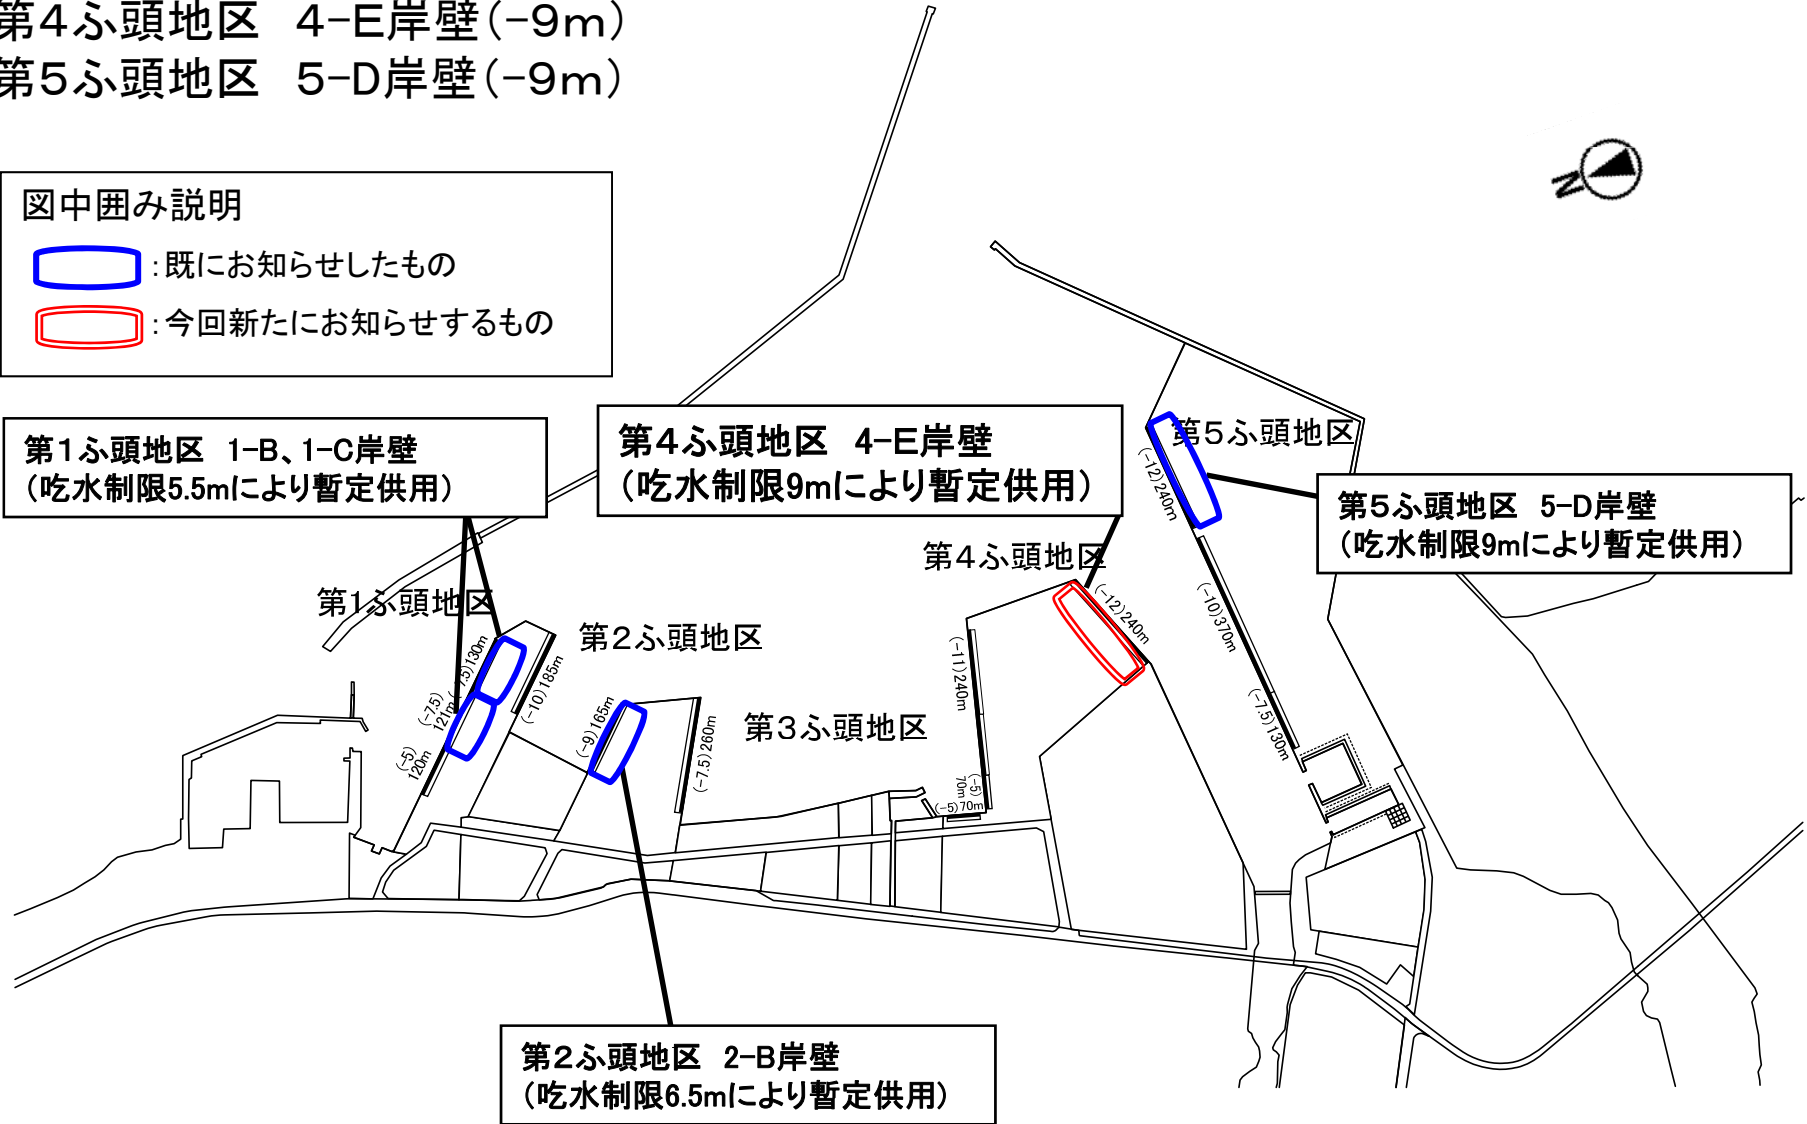 第４ふ頭地区　４-Ｅ岸壁（-９ｍ）
第５ふ頭地区　５-Ｄ岸壁（-９ｍ）
N
図中囲み説明
：既にお知らせしたもの
：今回新たにお知らせするもの
第１ふ頭地区　1-B、1-C岸壁
（吃水制限5.5mにより暫定供用）
第４ふ頭地区　４-Ｅ岸壁
（吃水制限9mにより暫定供用）
第５ふ頭地区
第５ふ頭地区　5-D岸壁
（吃水制限9mにより暫定供用）
第４ふ頭地区
第１ふ頭地区
第２ふ頭地区
第３ふ頭地区
(-12)240m
(-10)370m
(-7.5)130m
(-12)240m
(-11)240m
(-5)
70m
(-5)70m
(-7.5)130m
(-7.5)
121m
(-5)
120m
(-10)185m
(-9)165m
(-7.5)260m
第２ふ頭地区　2-B岸壁
（吃水制限6.5mにより暫定供用）